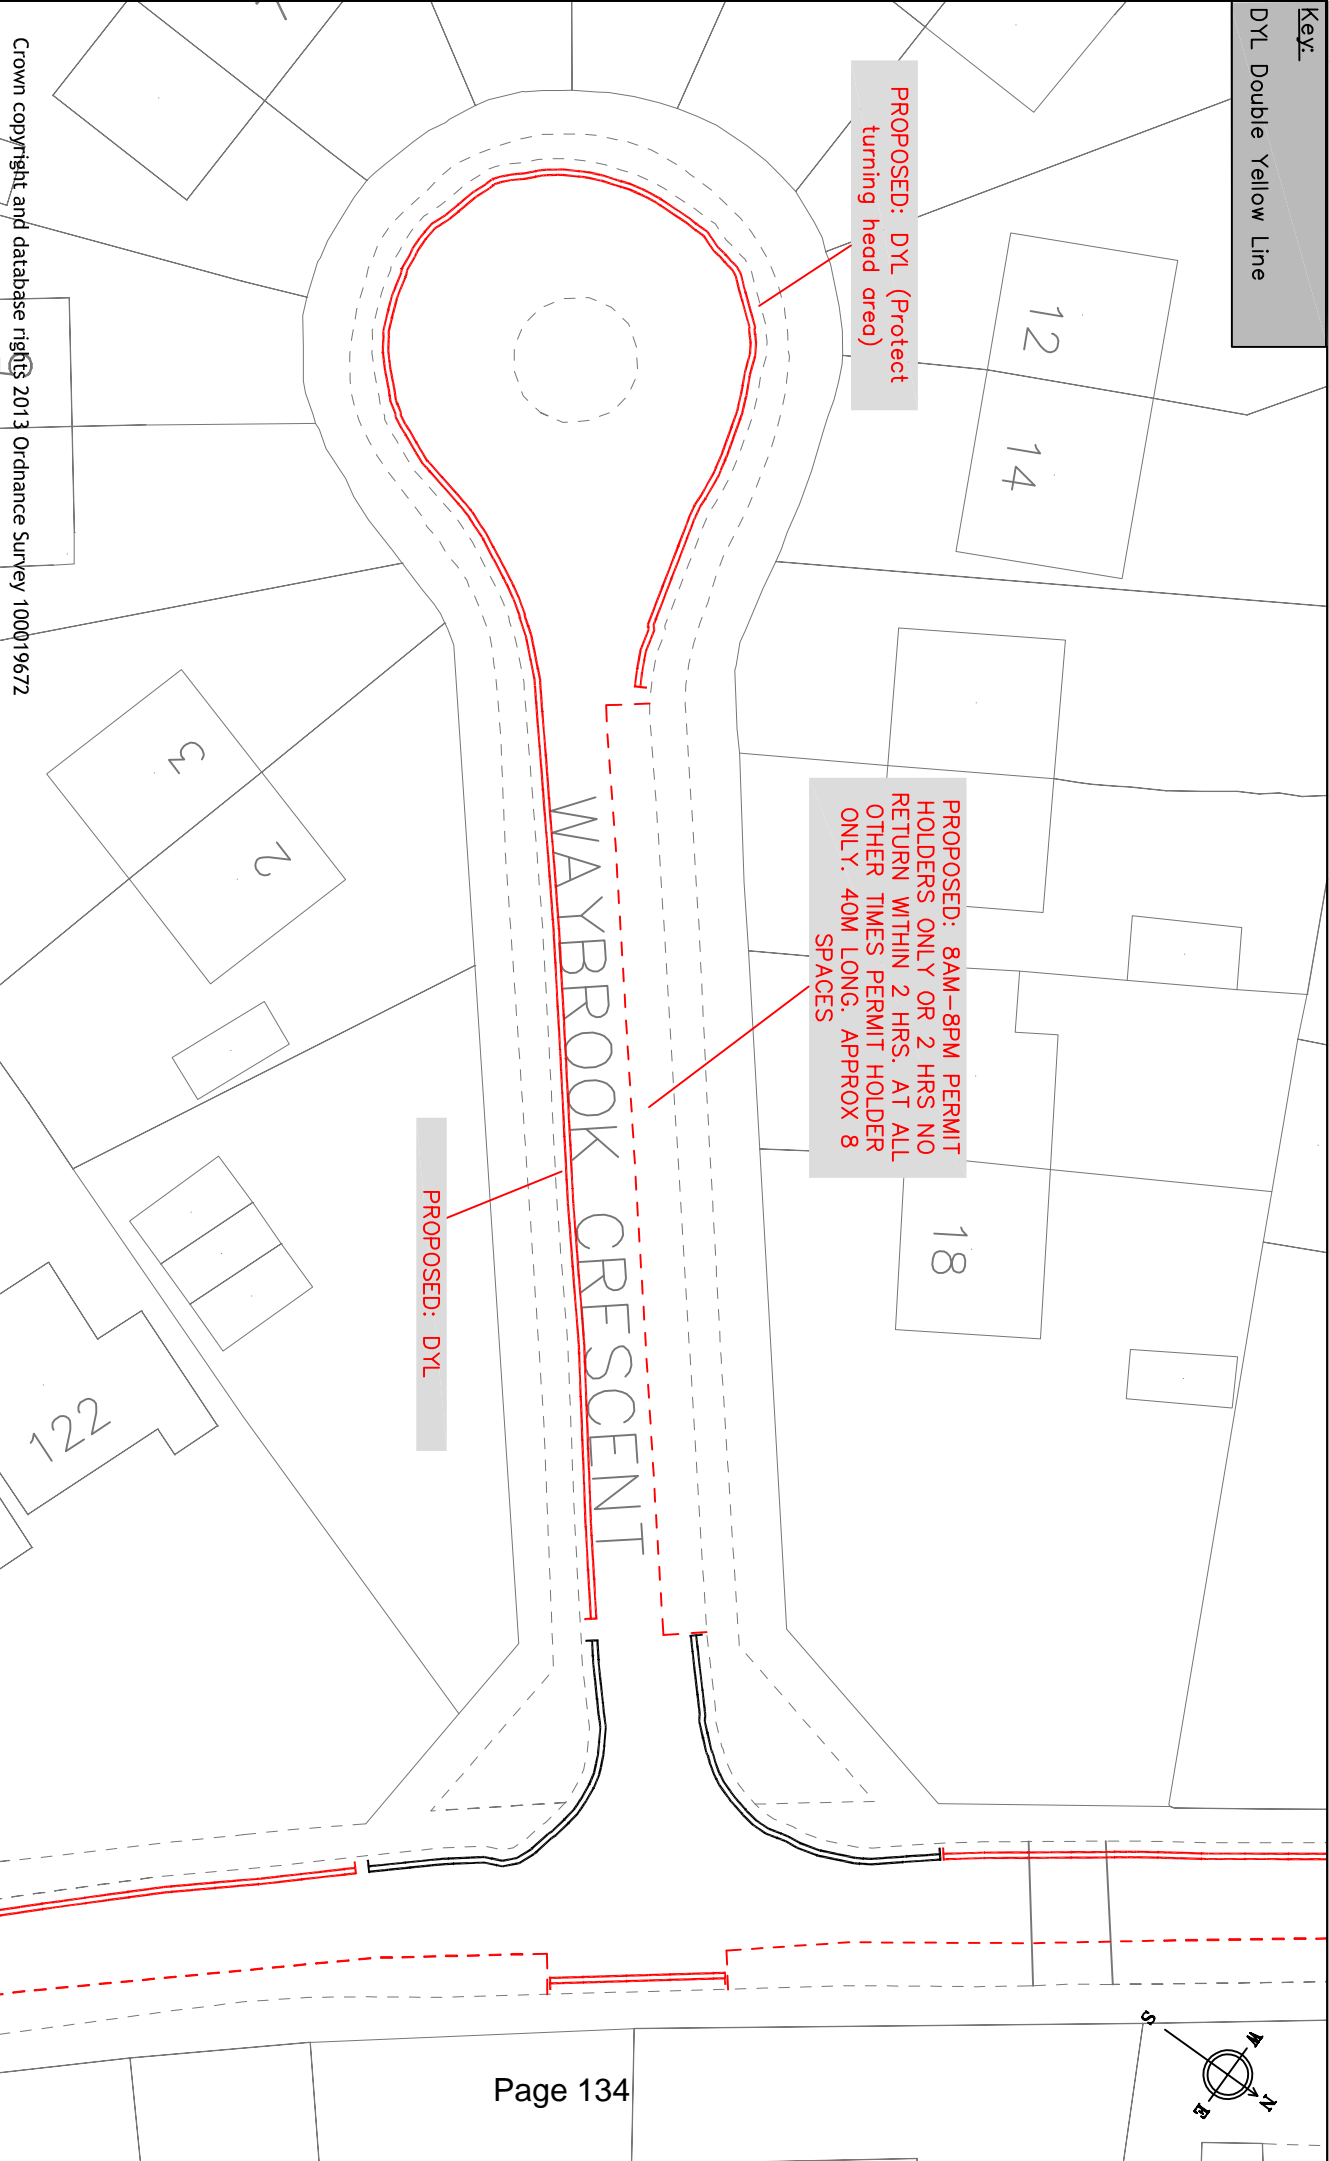 Key:
DYL Double Yellow Line
PROPOSED: DYL (Protect
turning head area)
12
14
PROPOSED: 8AM-8PM PERMIT
HOLDERS ONLY OR 2 HRS NO
RETURN WITHIN 2 HRS. AT ALL
OTHER TIMES PERMIT HOLDER
ONLY. 40M LONG. APPROX 8
SPACES
18
WAYBROOK CRESCENT
PROPOSED: DYL
3
2
122
Crown copyright and database rights 2013 Ordnance Survey 100019672
S
W
N
E
Page 134